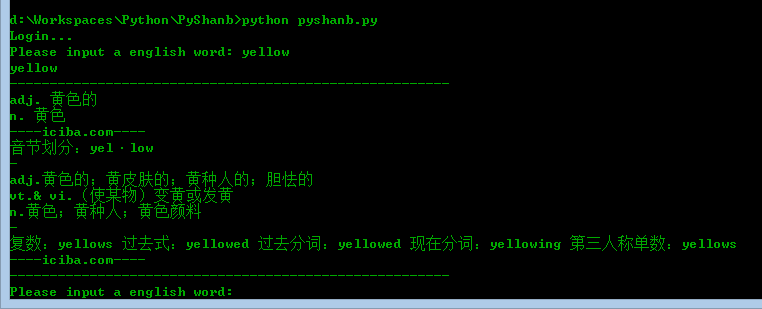 d:\Workspaces\Python\PyShanb>python pyshanb.py
Login...
Please input a english word: yellow
yellow
-------------------------------------------------------
adj. 黄色的
n. 黄色
----iciba.com----
音节划分：yel·low
-
adj.黄色的；黄皮肤的；黄种人的；胆怯的
vt.& vi.（使某物）变黄或发黄
n.黄色；黄种人；黄色颜料
-
复数：yellows 过去式：yellowed 过去分词：yellowed 现在分词：yellowing 第三人称单数：yellows
----iciba.com----
-------------------------------------------------------
Please input a english word: